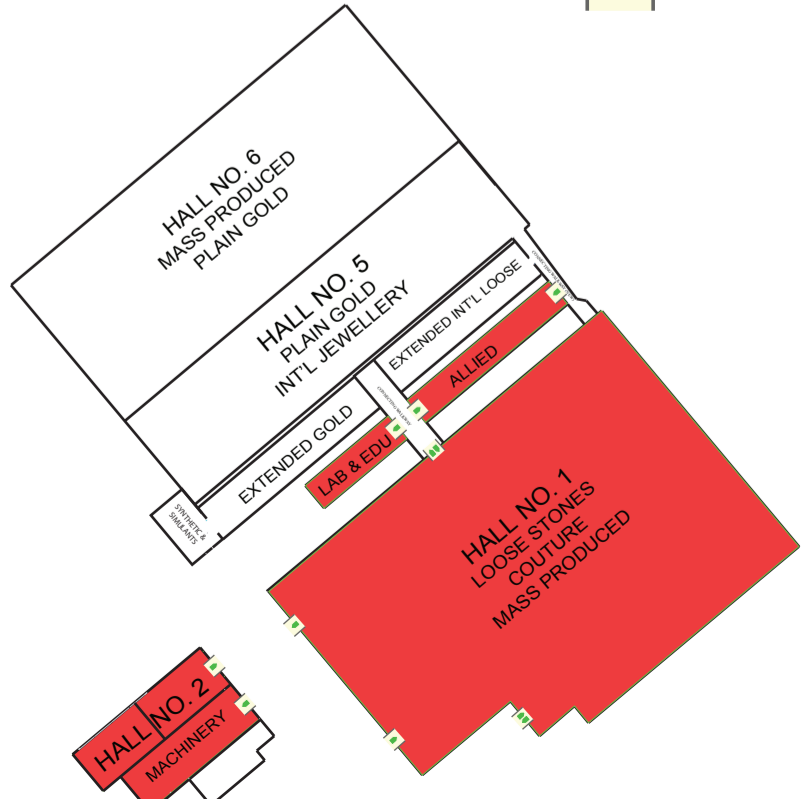 HALL NO. 6
MASS PRODUCED
PLAIN GOLD
HALL NO. 5
PLAIN GOLD
INT'L JEWELLERY
EXTENDED INT'L LOOSE
ALLIED
EXTENDED GOLD
LAB & EDU
SYNTHETIC &
SIMULANTS
HALL NO. 1
LOOSE STONES
COUTURE
MASS PRODUCED
HALL NO. 2
MACHINERY